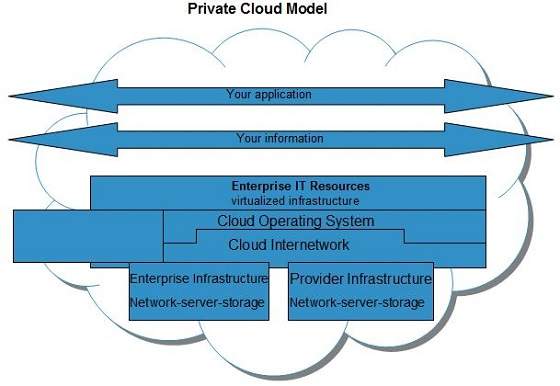 Private Cloud Model
Your application
Your information
Enterprise IT Resources
virtualized infrastructure
Cloud Operating System
Cloud Internetwork
Enterprise Infrastructure
Network-server-storage
Provider Infrastructure
Network-server-storage